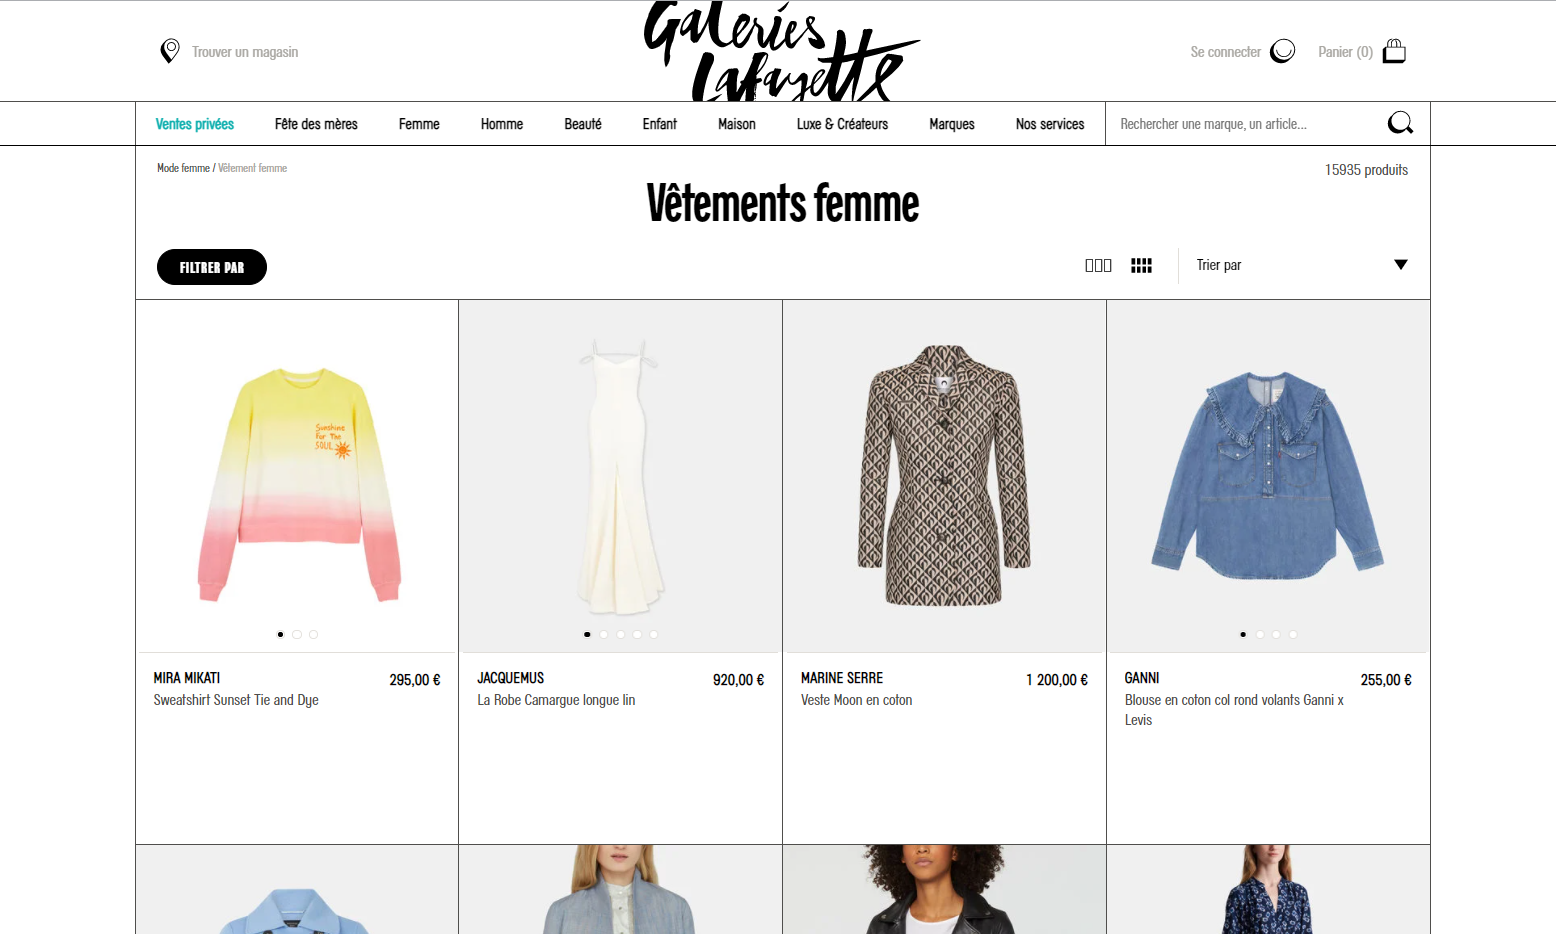 Galeries
Lafayette
Trouver un magasin
Se connecter
Panier (0)
Ventes privées
Fête des mères
Femme
Homme
Beauté
Enfant
Maison
Luxe & Créateurs
Marques
Nos services
Rechercher une marque, un article...
Mode femme / Vêtement femme
15935 produits
Vêtements femme
FILTRER PAR
Trier par
Sunshine
For The
SOUL
MIRA MIKATI
295,00 €
Sweatshirt Sunset Tie and Dye
JACQUEMUS
920,00 €
La Robe Camargue longue lin
MARINE SERRE
1 200,00 €
Veste Moon en coton
GANNI
255,00 €
Blouse en coton col rond volants Ganni x
Levis